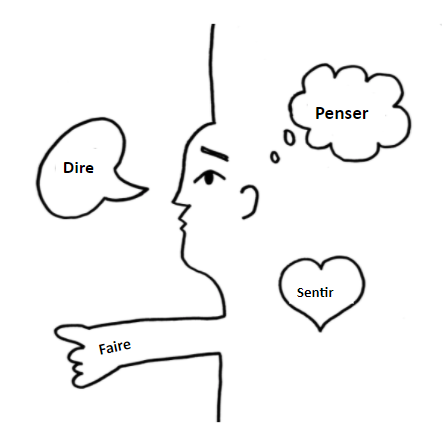 Penser
Dire
Sentir
Faire